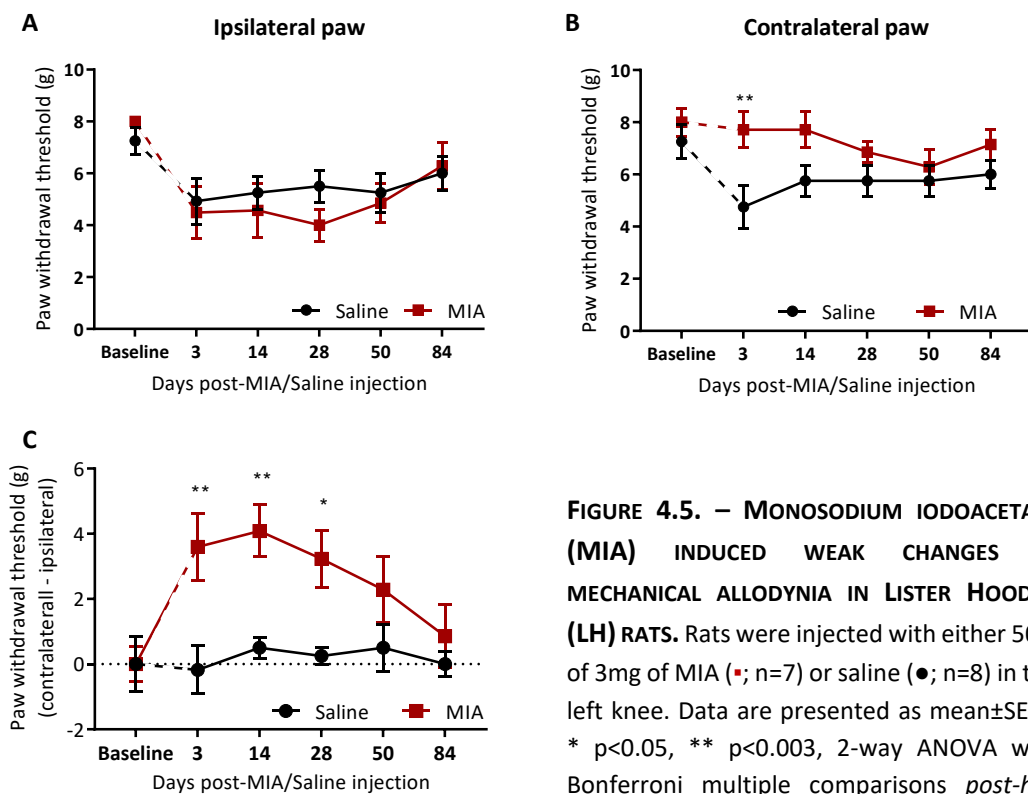 A
Ipsilateral paw
Paw withdrawal threshold (g)
10
8
6
4
2
0
Saline MIA
Baseline 3 14 28 50 84
Days post-MIA/Saline injection
B
Contralateral paw
Paw withdrawal threshold (g)
10
8
6
4
2
0
**
Saline MIA
Baseline 3 14 28 50 84
Days post-MIA/Saline injection
C
Paw withdrawal threshold (g)
(contralaterall - ipsilateral)
6
4
2
0
-2
** ** *
Saline MIA
Baseline 3 14 28 50 84
Days post-MIA/Saline injection
FIGURE 4.5. – MONOSODIUM IODOACETA
(MIA) INDUCED WEAK CHANGES
MECHANICAL ALLODYNIA IN LISTER HOOD
(LH) RATS. Rats were injected with either 50
of 3mg of MIA (▪; n=7) or saline (●; n=8) in t
left knee. Data are presented as mean±SE
* p<0.05, ** p<0.003, 2-way ANOVA w
Bonferroni multiple comparisons post-h